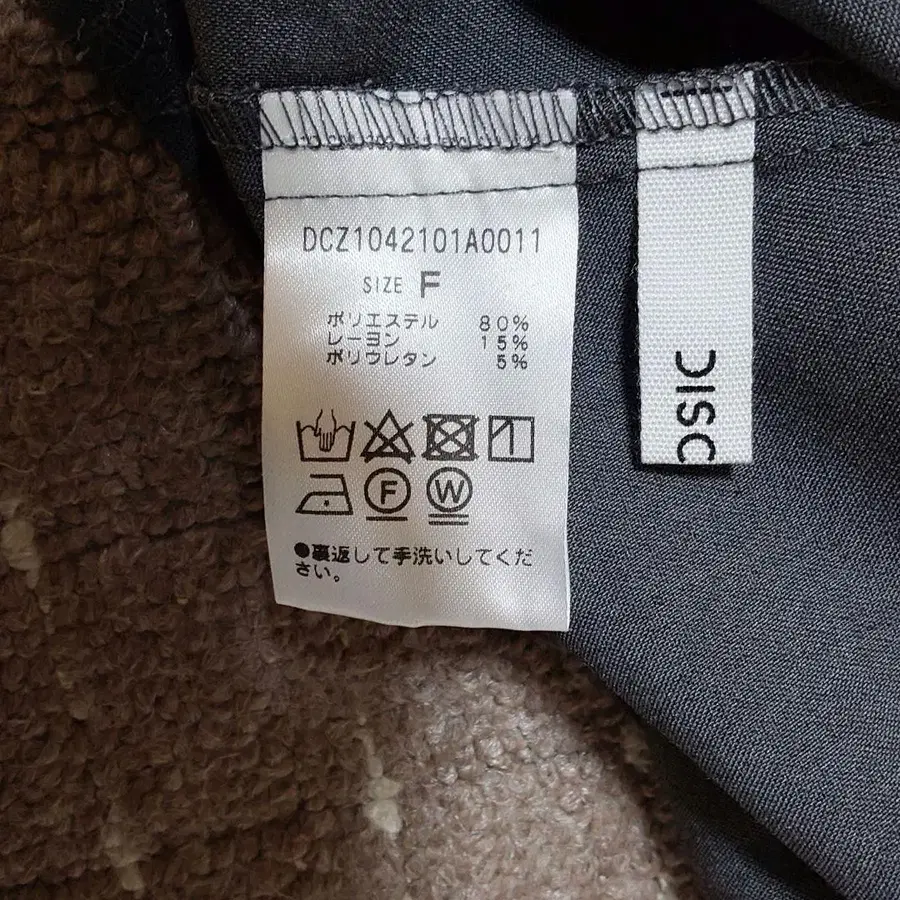 DCZ1042101A0011
SIZE F
ポリエステル 80%
レーヨン 15%
ポリウレタン 5%
F W
●裏返して手洗いしてくだ
さい。